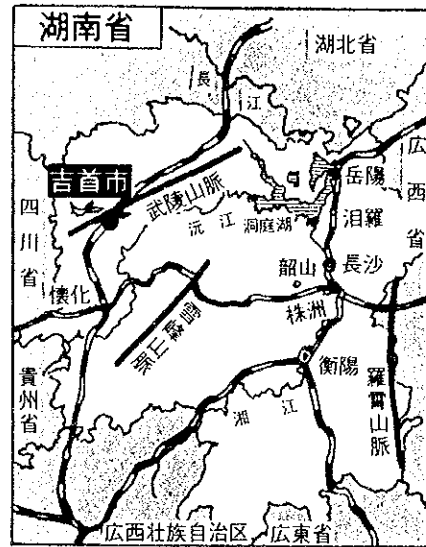 湖南省
湖北省
長江
広西省
岳陽
汨羅
吉首市
武陵山脈
沅江
洞庭湖
四川省
韶山
長沙
懐化
株洲
雪峰山脈
衡陽
羅霄山脈
貴州省
湘江
広西壮族自治区
広東省